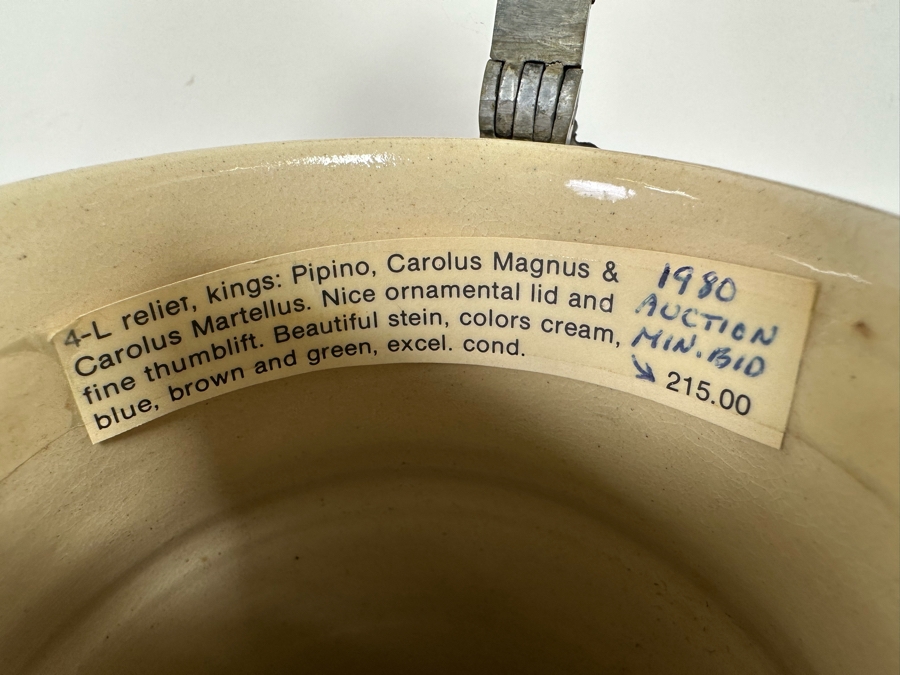 4-L relief, kings: Pipino, Carolus Magnus &
Carolus Martellus. Nice ornamental lid and
fine thumblift. Beautiful stein, colors cream,
blue, brown and green, excel. cond.
1980
AUCTION
MIN. BID
215.00